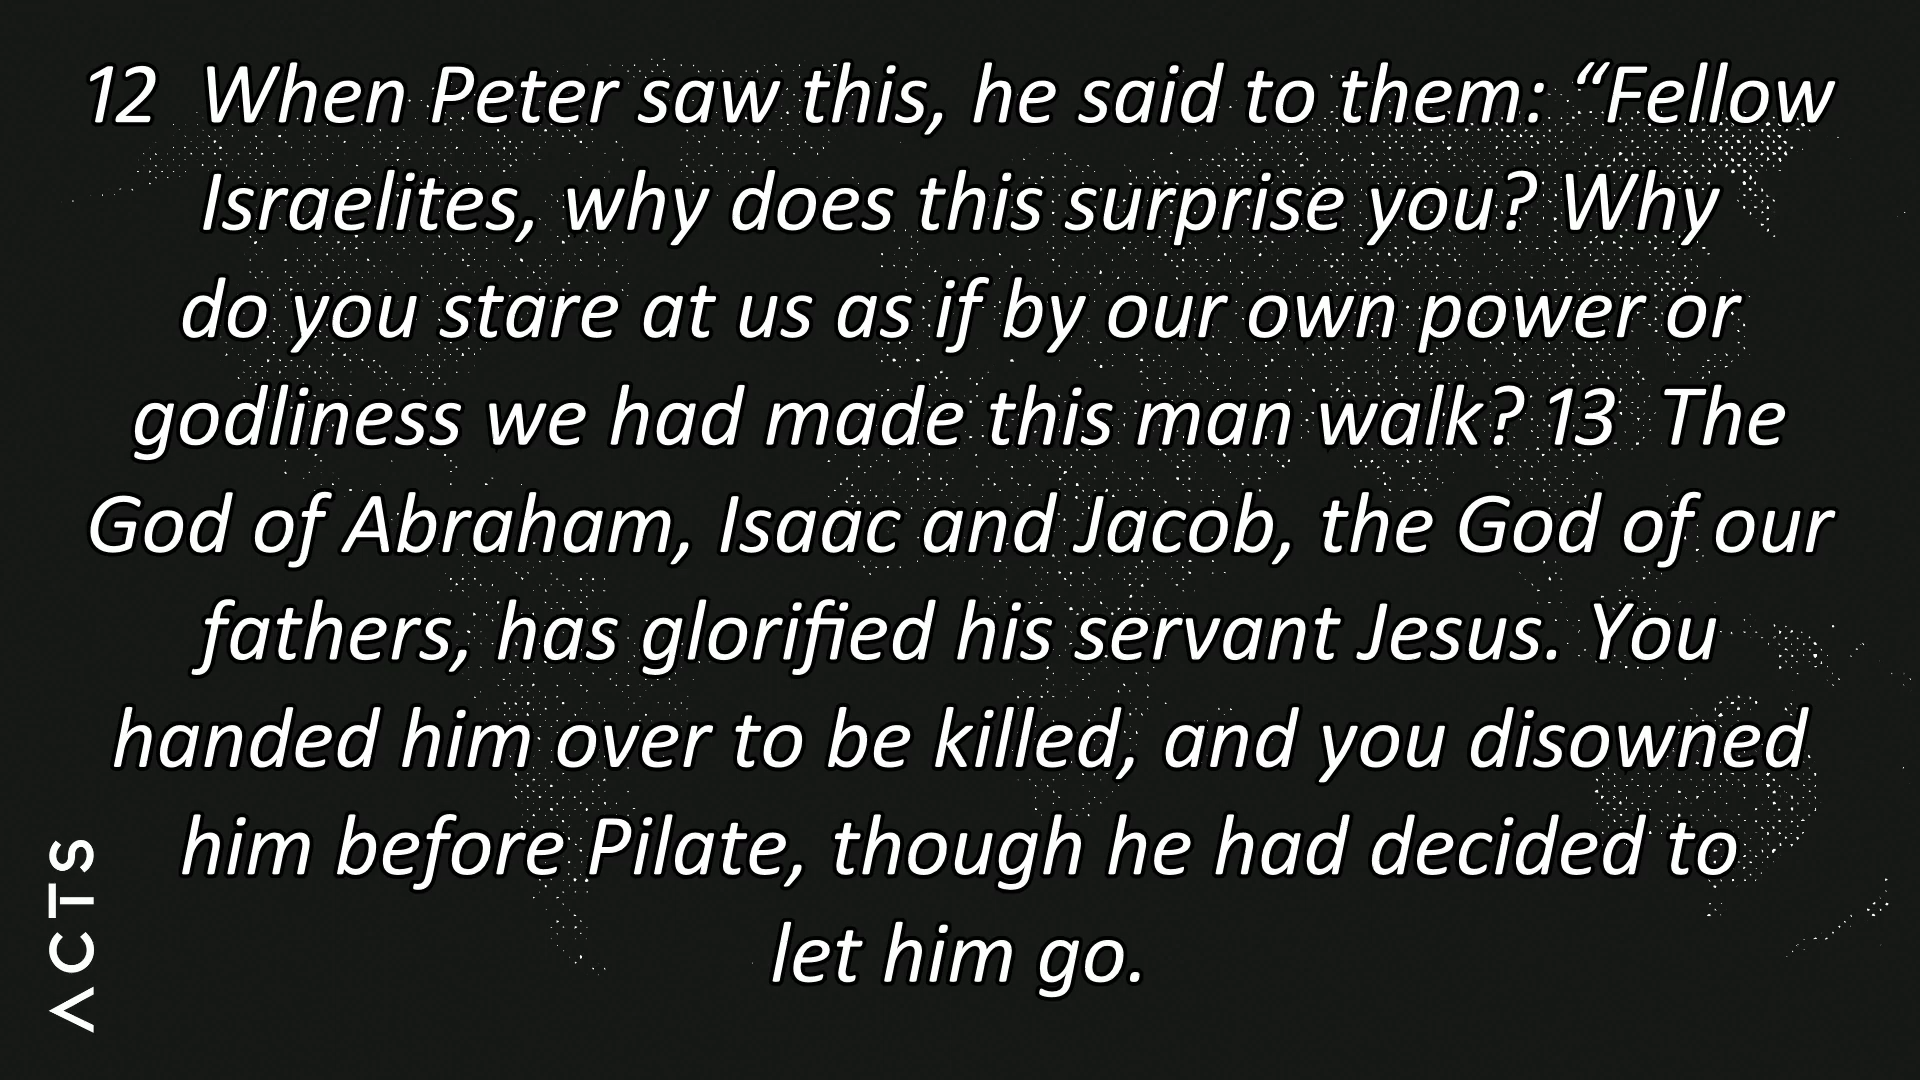 12  When Peter saw this, he said to them: “Fellow
Israelites, why does this surprise you? Why
do you stare at us as if by our own power or
godliness we had made this man walk? 13  The
God of Abraham, Isaac and Jacob, the God of our
fathers, has glorified his servant Jesus. You
handed him over to be killed, and you disowned
him before Pilate, though he had decided to
let him go.
ACTS